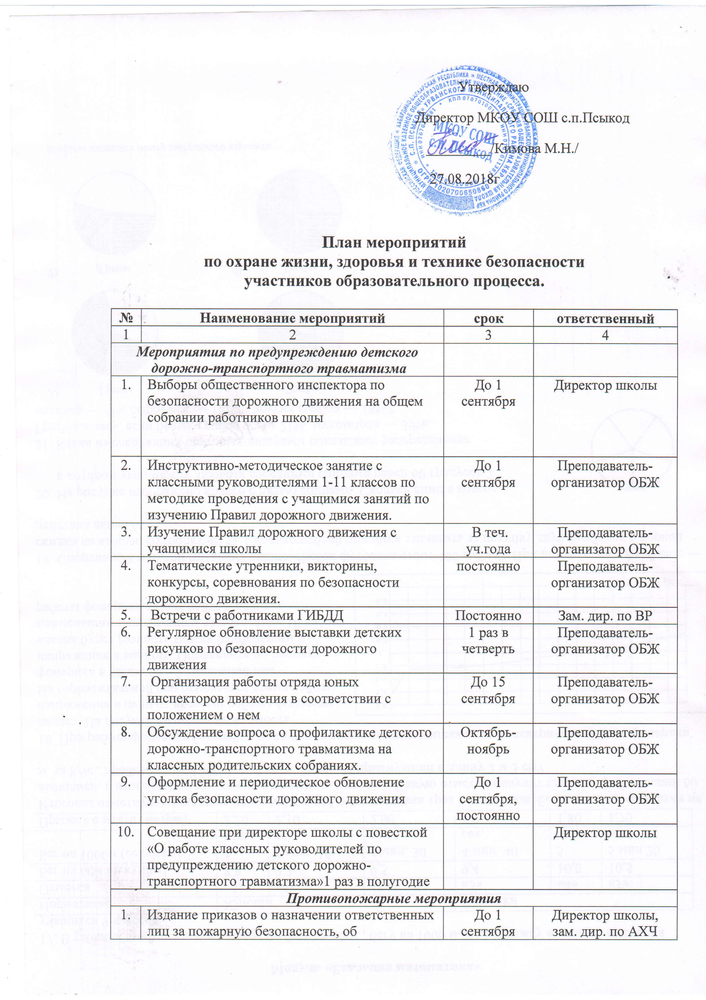 Утверждаю
Директор МКОУ СОШ с.п.Псыкод
/Кимова М.Н./
27.08.2018г
МКОУ СОШ
с.п. Псыкод
План мероприятий
по охране жизни, здоровья и технике безопасности
участников образовательного процесса.
№ Наименование мероприятий срок ответственный
1 2 3 4
Мероприятия по предупреждению детского
дорожно-транспортного травматизма
1. Выборы общественного инспектора по До 1 Директор школы
безопасности дорожного движения на общем сентября
собрании работников школы
2. Инструктивно-методическое занятие с До 1 Преподаватель-
классными руководителями 1-11 классов по сентября организатор ОБЖ
методике проведения с учащимися занятий по
изучению Правил дорожного движения.
3. Изучение Правил дорожного движения с В теч. Преподаватель-
учащимися школы уч.года организатор ОБЖ
4. Тематические утренники, викторины, постоянно Преподаватель-
конкурсы, соревнования по безопасности организатор ОБЖ
дорожного движения.
5. Встречи с работниками ГИБДД Постоянно Зам. дир. по ВР
6. Регулярное обновление выставки детских 1 раз в Преподаватель-
рисунков по безопасности дорожного четверть организатор ОБЖ
движения
7. Организация работы отряда юных До 15 Преподаватель-
инспекторов движения в соответствии с сентября организатор ОБЖ
положением о нем
8. Обсуждение вопроса о профилактике детского Октябрь- Преподаватель-
дорожно-транспортного травматизма на ноябрь организатор ОБЖ
классных родительских собраниях.
9. Оформление и периодическое обновление До 1 Преподаватель-
уголка безопасности дорожного движения сентября, организатор ОБЖ
постоянно
10. Совещание при директоре школы с повесткой Директор школы
«О работе классных руководителей по
предупреждению детского дорожно-
транспортного травматизма»1 раз в полугодие
Противопожарные мероприятия
1. Издание приказов о назначении ответственных До 1 Директор школы,
лиц за пожарную безопасность, об сентября зам. дир. по АХЧ